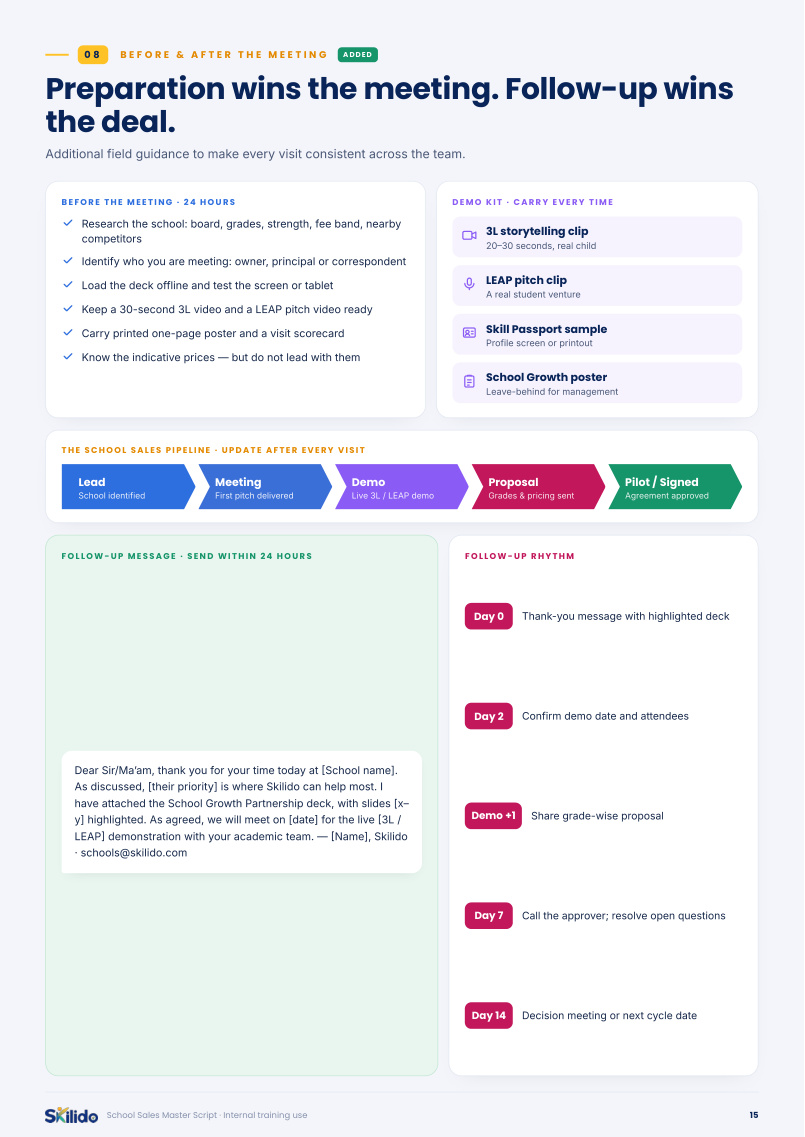 08 BEFORE & AFTER THE MEETING ADDED
Preparation wins the meeting. Follow-up wins
the deal.
Additional field guidance to make every visit consistent across the team.
BEFORE THE MEETING · 24 HOURS
Research the school: board, grades, strength, fee band, nearby
competitors
Identify who you are meeting: owner, principal or correspondent
Load the deck offline and test the screen or tablet
Keep a 30-second 3L video and a LEAP pitch video ready
Carry printed one-page poster and a visit scorecard
Know the indicative prices — but do not lead with them
DEMO KIT · CARRY EVERY TIME
3L storytelling clip
20–30 seconds, real child
LEAP pitch clip
A real student venture
Skill Passport sample
Profile screen or printout
School Growth poster
Leave-behind for management
THE SCHOOL SALES PIPELINE · UPDATE AFTER EVERY VISIT
Lead
School identified
Meeting
First pitch delivered
Demo
Live 3L / LEAP demo
Proposal
Grades & pricing sent
Pilot / Signed
Agreement approved
FOLLOW-UP MESSAGE · SEND WITHIN 24 HOURS
Dear Sir/Ma'am, thank you for your time today at [School name].
As discussed, [their priority] is where Skilido can help most. I
have attached the School Growth Partnership deck, with slides [x–
y] highlighted. As agreed, we will meet on [date] for the live [3L /
LEAP] demonstration with your academic team. — [Name], Skilido
· schools@skilido.com
FOLLOW-UP RHYTHM
Day 0 Thank-you message with highlighted deck
Day 2 Confirm demo date and attendees
Demo +1 Share grade-wise proposal
Day 7 Call the approver; resolve open questions
Day 14 Decision meeting or next cycle date
Skilido School Sales Master Script · Internal training use
15